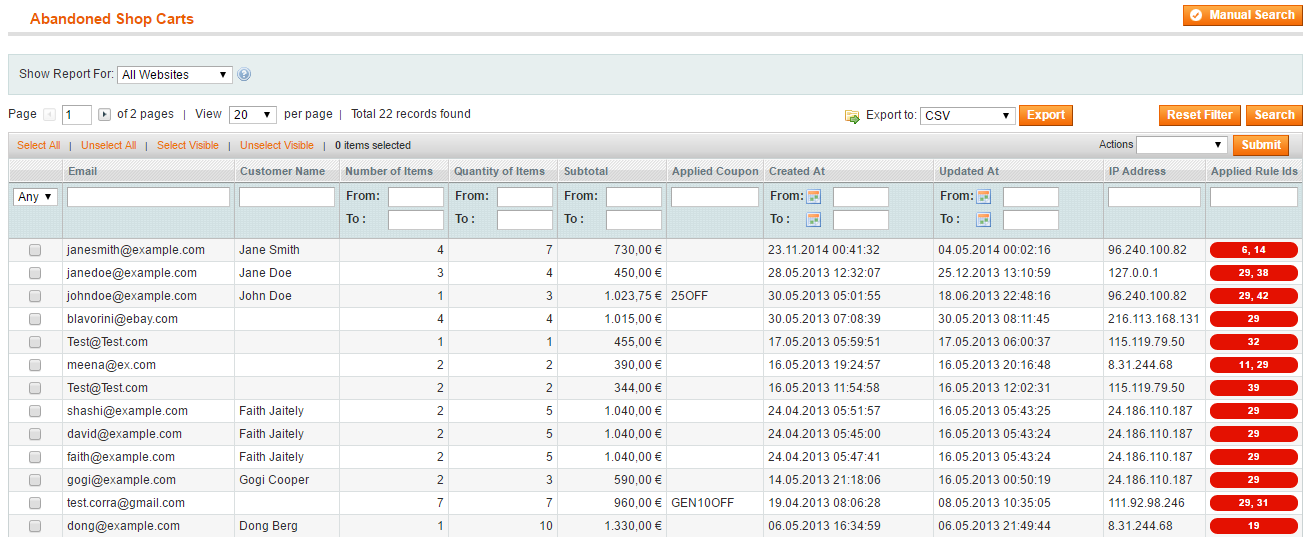 Abandoned Shop Carts
Manual Search
Show Report For: All Websites
Page 1 of 2 pages | View 20 per page | Total 22 records found Export to: CSV Export Reset Filter Search
Select All | Unselect All | Select Visible | Unselect Visible | 0 items selected Actions Submit
Email Customer Name Number of Items Quantity of Items Subtotal Applied Coupon Created At Updated At IP Address Applied Rule Ids
Any From: From: From: From: From:
To : To : To : To : To :
janesmith@example.com Jane Smith 4 7 730,00 € 23.11.2014 00:41:32 04.05.2014 00:02:16 96.240.100.82 6, 14
janedoe@example.com Jane Doe 3 4 450,00 € 28.05.2013 12:32:07 25.12.2013 13:10:59 127.0.0.1 29, 38
johndoe@example.com John Doe 1 3 1.023,75 € 25OFF 30.05.2013 05:01:55 18.06.2013 22:48:16 96.240.100.82 29, 42
blavorini@ebay.com 4 4 1.015,00 € 30.05.2013 07:08:39 30.05.2013 08:11:45 216.113.168.131 29
Test@Test.com 1 1 455,00 € 17.05.2013 05:59:51 17.05.2013 06:00:37 115.119.79.50 32
meena@ex.com 2 2 390,00 € 16.05.2013 19:24:57 16.05.2013 20:16:48 8.31.244.68 11, 29
Test@Test.com 2 2 344,00 € 16.05.2013 11:54:58 16.05.2013 12:02:31 115.119.79.50 39
shashi@example.com Faith Jaitely 2 5 1.040,00 € 24.04.2013 05:51:57 16.05.2013 05:43:25 24.186.110.187 29
david@example.com Faith Jaitely 2 5 1.040,00 € 24.04.2013 05:45:00 16.05.2013 05:43:24 24.186.110.187 29
faith@example.com Faith Jaitely 2 5 1.040,00 € 24.04.2013 05:47:41 16.05.2013 05:43:24 24.186.110.187 29
gogi@example.com Gogi Cooper 2 3 590,00 € 14.05.2013 21:18:06 16.05.2013 00:50:19 24.186.110.187 29
test.corra@gmail.com 7 7 960,00 € GEN10OFF 19.04.2013 08:06:28 08.05.2013 10:35:05 111.92.98.246 29, 31
dong@example.com Dong Berg 1 10 1.330,00 € 06.05.2013 16:34:59 06.05.2013 21:49:44 8.31.244.68 19